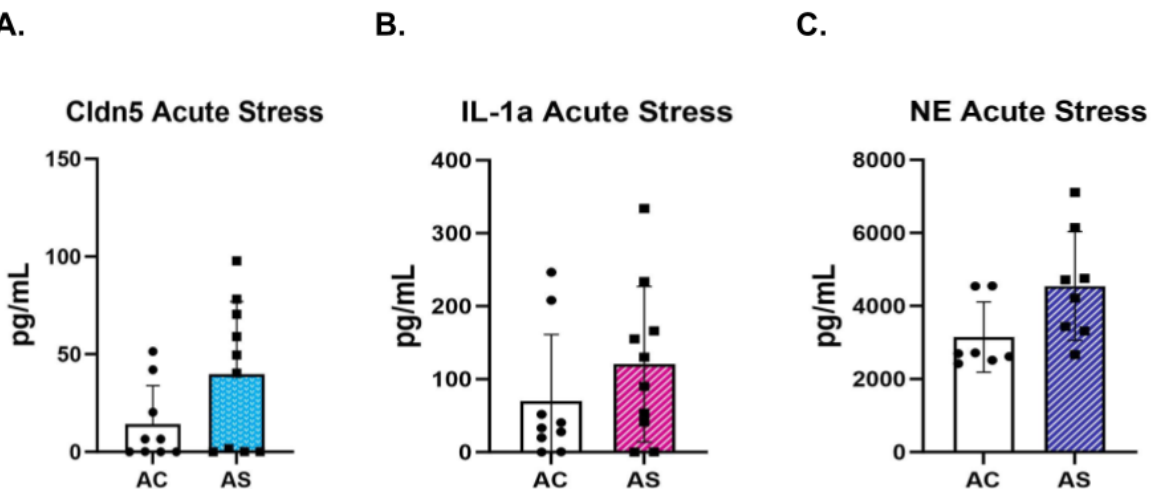 A.
B.
C.
Cldn5 Acute Stress
IL-1a Acute Stress
NE Acute Stress
pg/mL
150
100
50
0
AC
AS
pg/mL
400
300
200
100
0
AC
AS
pg/mL
8000
6000
4000
2000
0
AC
AS